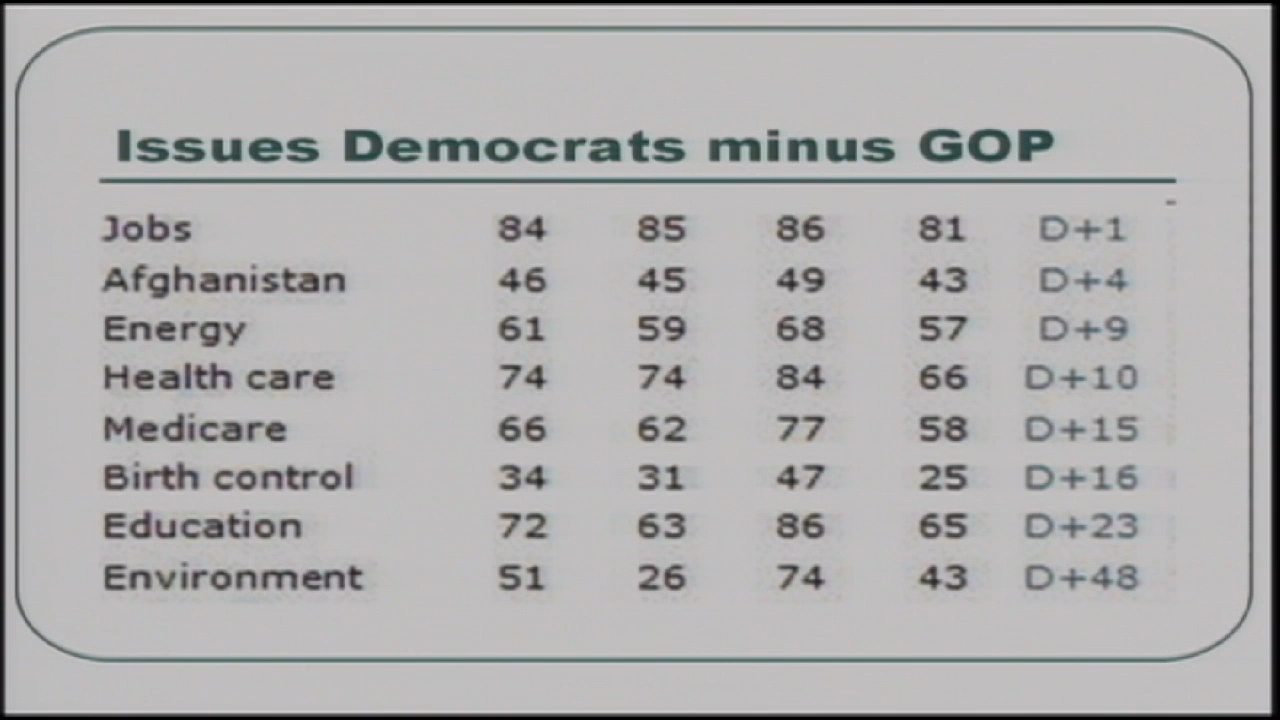 Issues Democrats minus GOP
Jobs 84 85 86 81 D+1
Afghanistan 46 45 49 43 D+4
Energy 61 59 68 57 D+9
Health care 74 74 84 66 D+10
Medicare 66 62 77 58 D+15
Birth control 34 31 47 25 D+16
Education 72 63 86 65 D+23
Environment 51 26 74 43 D+48